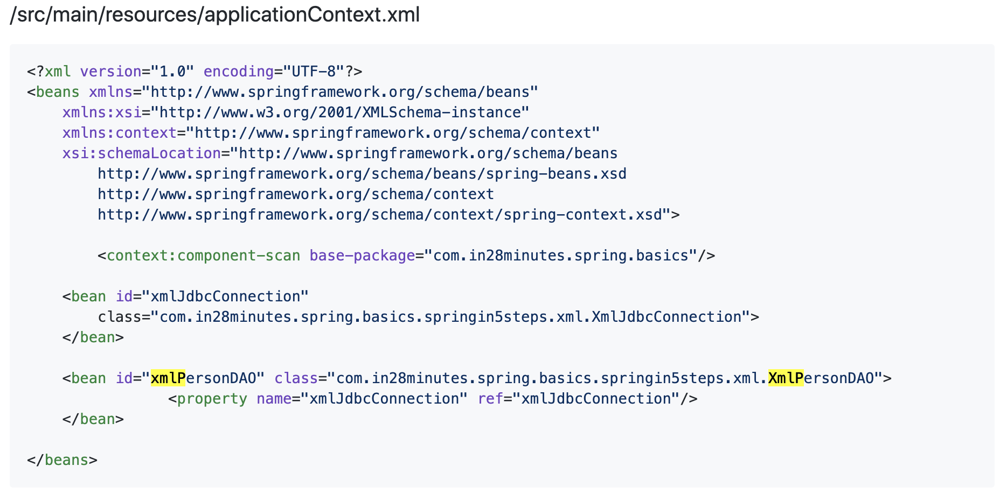 /src/main/resources/applicationContext.xml
<?xml version="1.0" encoding="UTF-8"?>
<beans xmlns="http://www.springframework.org/schema/beans"
    xmlns:xsi="http://www.w3.org/2001/XMLSchema-instance"
    xmlns:context="http://www.springframework.org/schema/context"
    xsi:schemaLocation="http://www.springframework.org/schema/beans
        http://www.springframework.org/schema/beans/spring-beans.xsd
        http://www.springframework.org/schema/context
        http://www.springframework.org/schema/context/spring-context.xsd">
        <context:component-scan base-package="com.in28minutes.spring.basics"/>
    <bean id="xmlJdbcConnection"
        class="com.in28minutes.spring.basics.springin5steps.xml.XmlJdbcConnection">
    </bean>
    <bean id="xmlPersonDAO" class="com.in28minutes.spring.basics.springin5steps.xml.XmlPersonDAO">
                <property name="xmlJdbcConnection" ref="xmlJdbcConnection"/>
    </bean>
</beans>